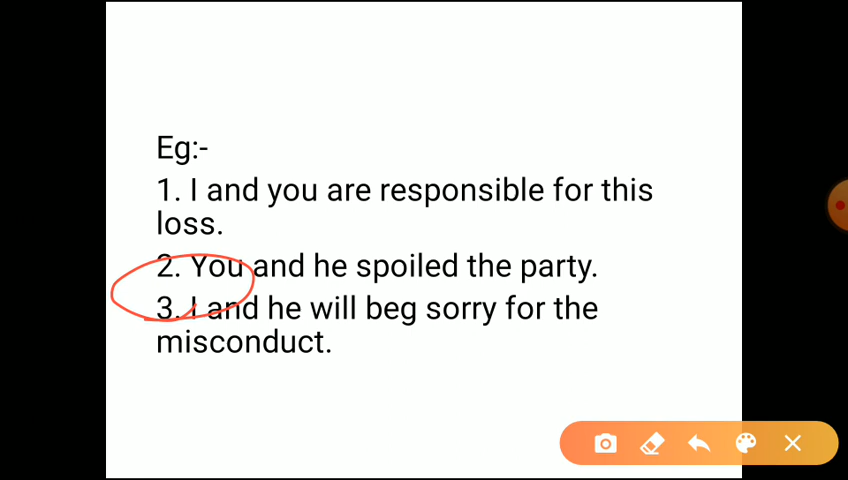 Eg:-
1. I and you are responsible for this
loss.
2. You and he spoiled the party.
3. I and he will beg sorry for the
misconduct.